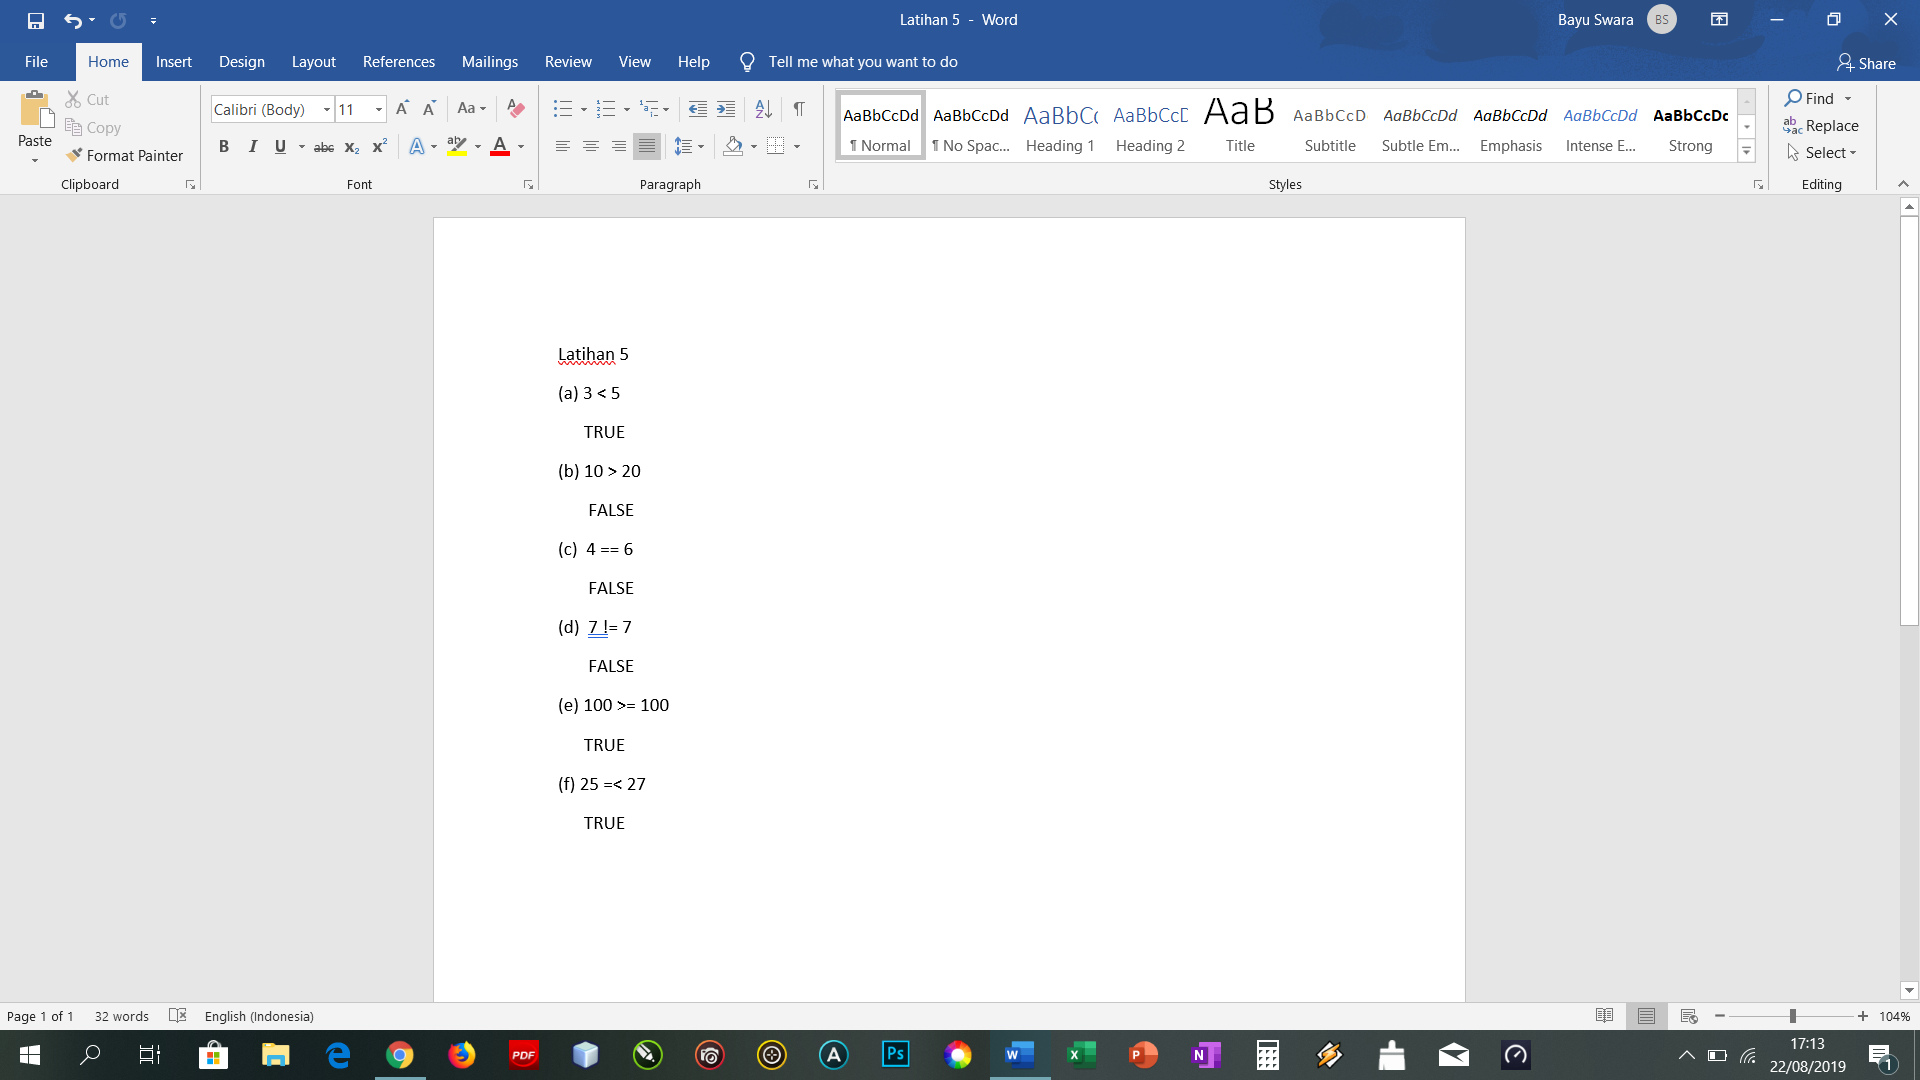 Latihan 5 - Word
Bayu Swara
BS
File
Home
Insert
Design
Layout
References
Mailings
Review
View
Help
Tell me what you want to do
Share
Paste
Cut
Copy
Format Painter
Clipboard
Calibri (Body)
11
Font
Paragraph
AaBbCcDd
¶ Normal
AaBbCcDd
¶ No Spac...
AaBbCc
Heading 1
AaBbCcD
Heading 2
AaB
Title
AaBbCcD
Subtitle
AaBbCcDd
Subtle Em...
AaBbCcDd
Emphasis
AaBbCcDd
Intense E...
AaBbCcDc
Strong
Styles
Find
Replace
Select
Editing
Latihan 5
(a) 3 < 5
TRUE
(b) 10 > 20
FALSE
(c) 4 == 6
FALSE
(d) 7 != 7
FALSE
(e) 100 >= 100
TRUE
(f) 25 =< 27
TRUE
Page 1 of 1
32 words
English (Indonesia)
104%
PDF
Ps
17:13
22/08/2019
1